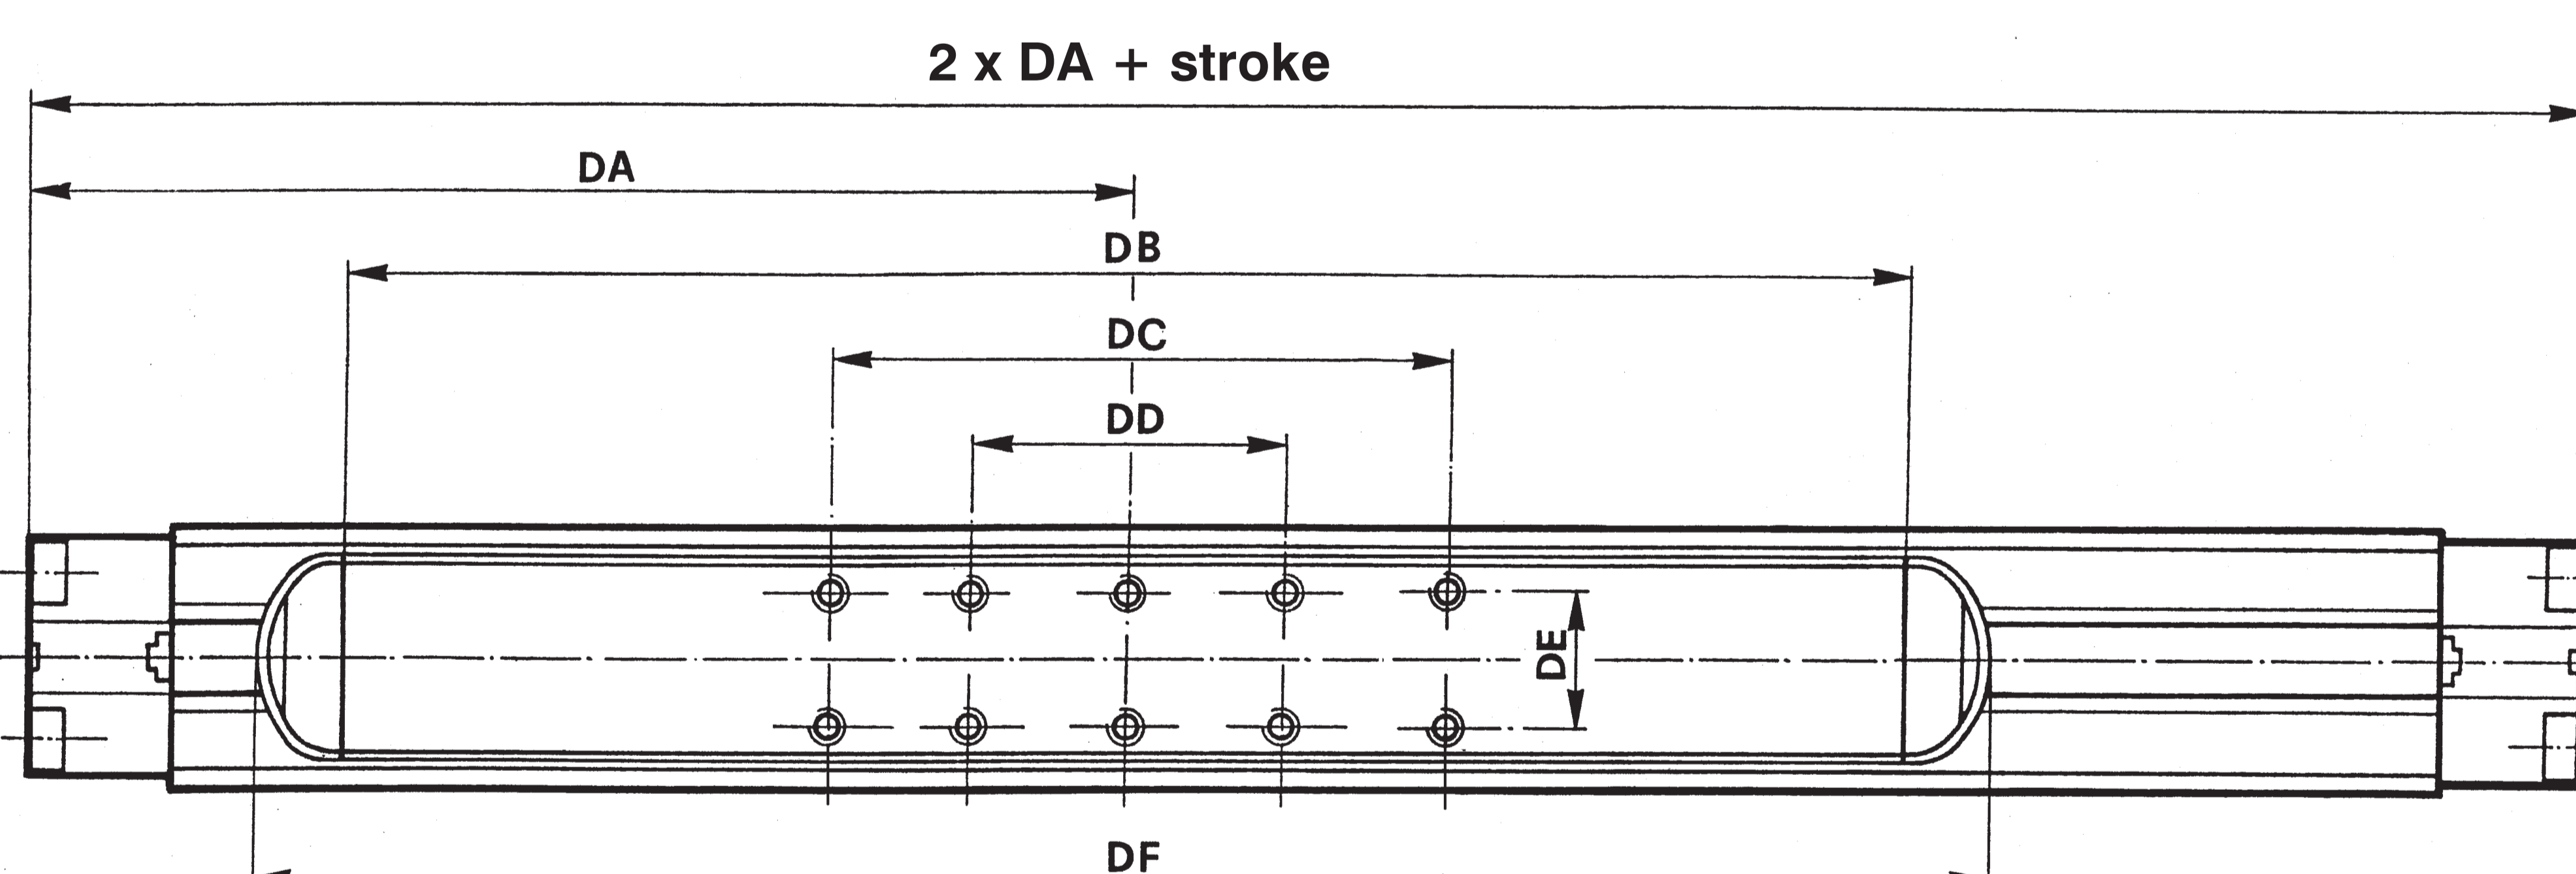 2 x DA + stroke
DA
DB
DC
DD
DE
DF